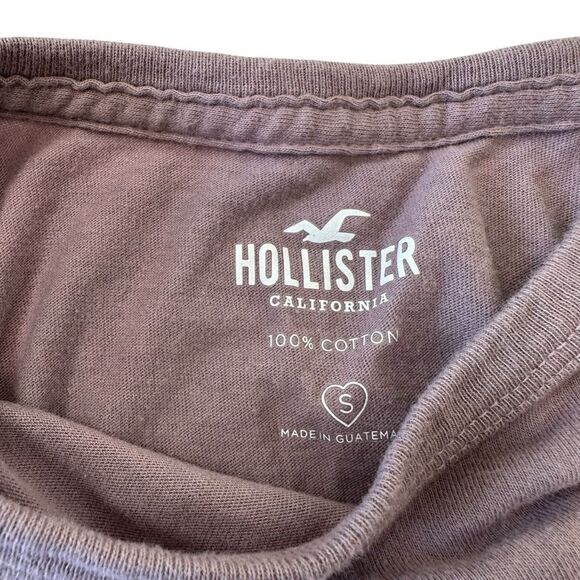 HOLLISTER
CALIFORNIA
100% COTTON
S
MADE IN GUATEMA